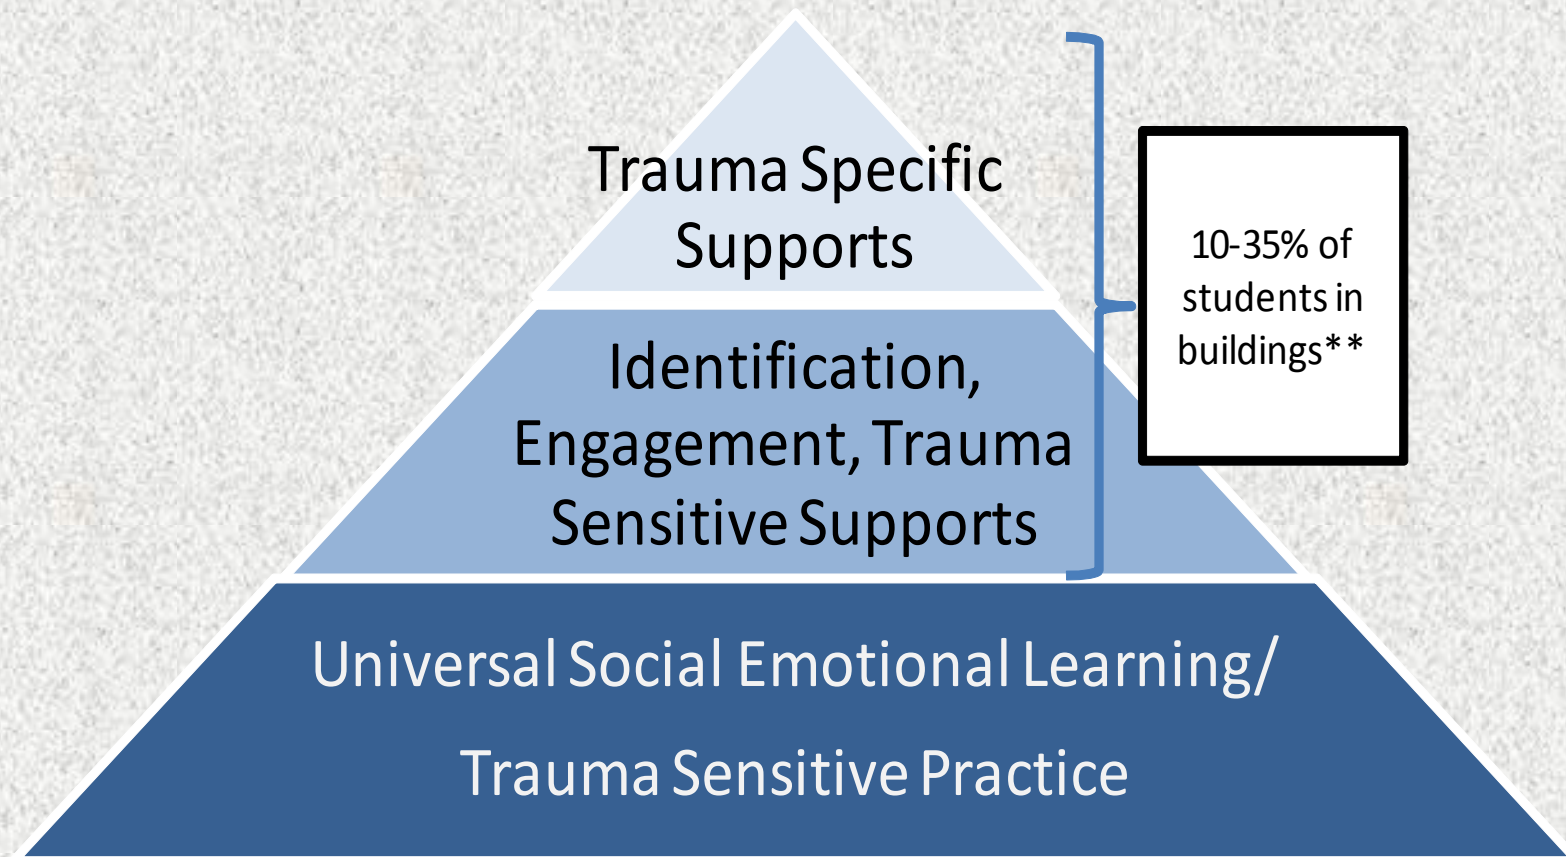 Trauma Specific
Supports
10-35% of
students in
buildings**
Identification,
Engagement, Trauma
Sensitive Supports
Universal Social Emotional Learning/
Trauma Sensitive Practice